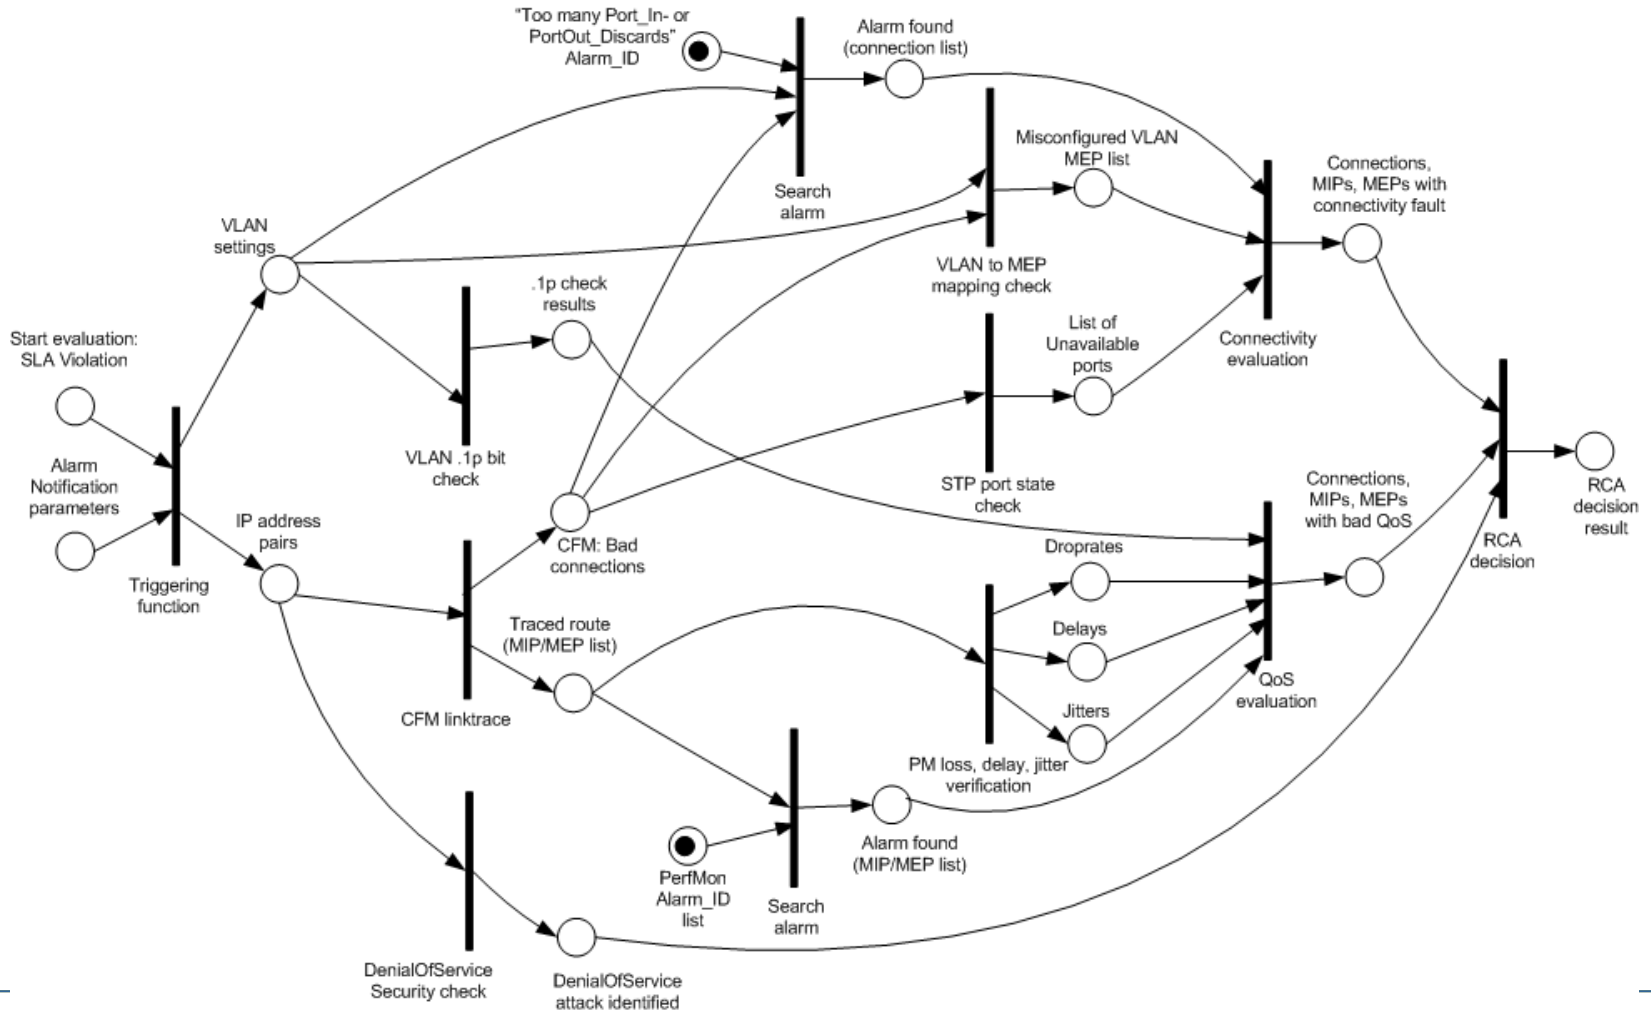 "Too many Port_In- or
PortOut_Discards"
Alarm_ID
Alarm found
(connection list)
Search
alarm
Misconfigured VLAN
MEP list
Connections,
MIPs, MEPs with
connectivity fault
VLAN
settings
VLAN to MEP
mapping check
.1p check
results
Start evaluation:
SLA Violation
List of
Unavailable
ports
Connectivity
evaluation
VLAN .1p bit
check
Alarm
Notification
parameters
STP port state
check
Connections,
MIPs, MEPs
with bad QoS
RCA
decision
result
IP address
pairs
CFM: Bad
connections
Droprates
RCA
decision
Triggering
function
Traced route
(MIP/MEP list)
Delays
QoS
evaluation
CFM linktrace
Jitters
PM loss, delay, jitter
verification
Alarm found
(MIP/MEP list)
PerfMon
Alarm_ID
list
Search
alarm
DenialOfService
Security check
DenialOfService
attack identified